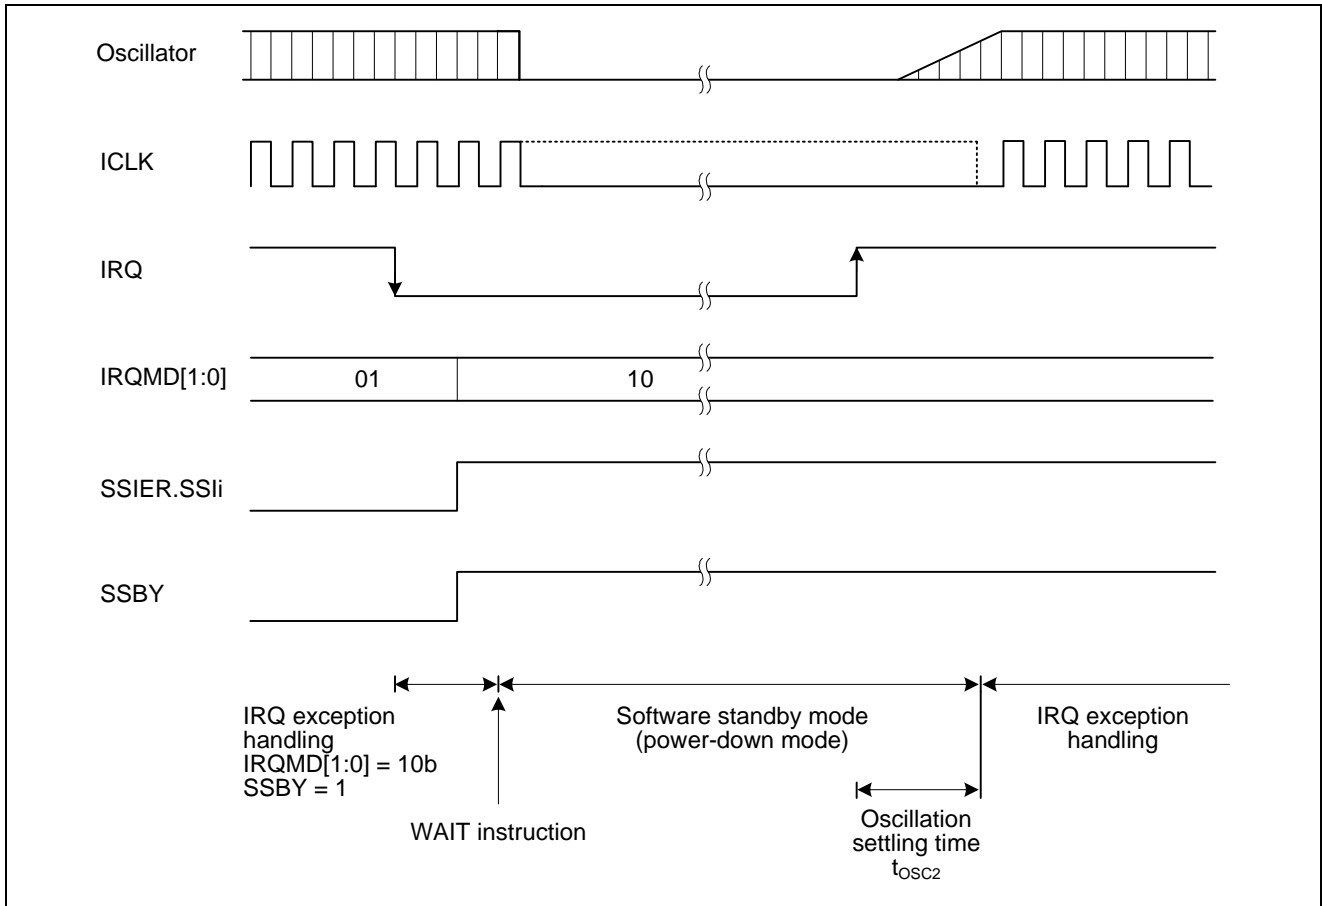 Oscillator
ICLK
IRQ
IRQMD[1:0]
01
10
SSIER.SSIi
SSBY
IRQ exception
handling
IRQMD[1:0] = 10b
SSBY = 1
WAIT instruction
Software standby mode
(power-down mode)
Oscillation
settling time
tOSC2
IRQ exception
handling